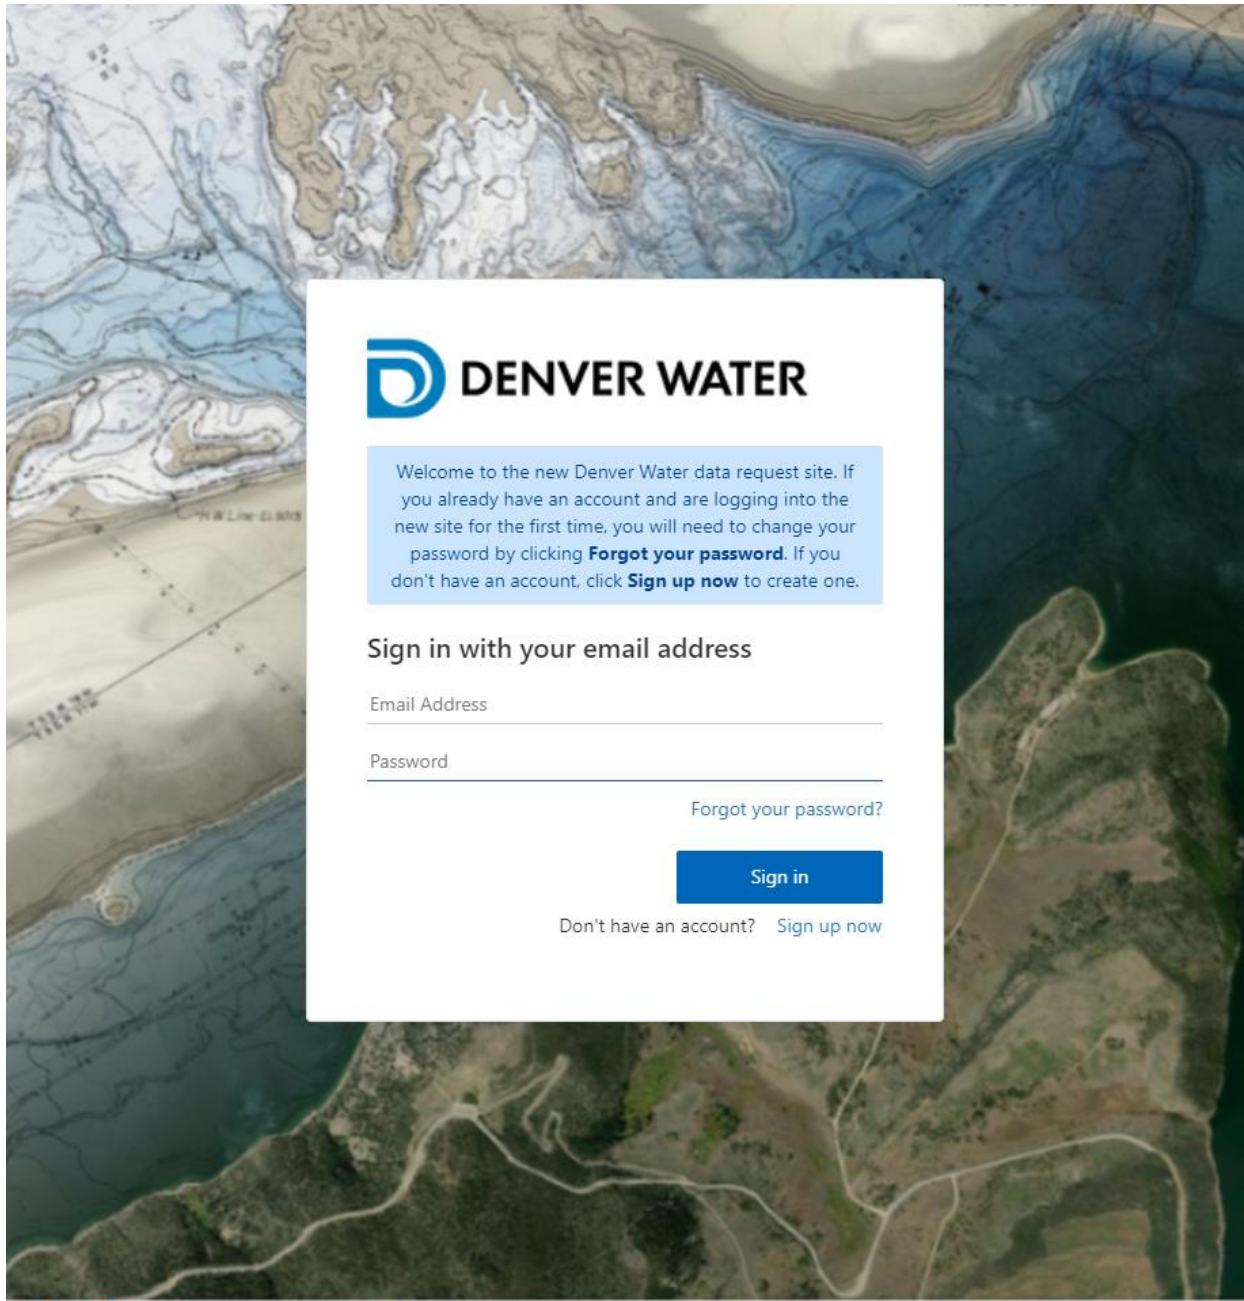 DENVER WATER
Welcome to the new Denver Water data request site. If
you already have an account and are logging into the
new site for the first time, you will need to change your
password by clicking Forgot your password. If you
don't have an account, click Sign up now to create one.
Sign in with your email address
Email Address
Password
Forgot your password?
Sign in
Don't have an account? Sign up now